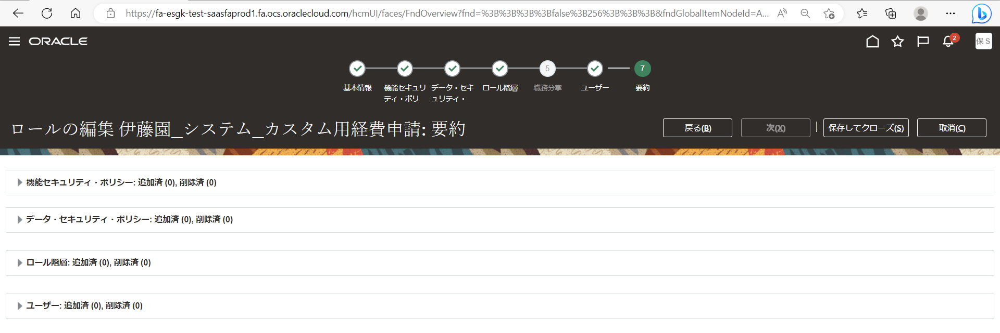 https://fa-esgk-test-saasfaprod1.fa.ocs.oraclecloud.com/hcmUI/faces/FndOverview?fnd=%3B%3B%3B%3Bfalse%3B256%3B%3B%3B&fndGlobalItemNodeId=A...
ORACLE
2
保 S
5
7
基本情報
機能セキュリ
ティ・ポリ
データ・セキ
ュリティ・
ロール階層
職務分掌
ユーザー
要約
ロールの編集 伊藤園_システム_カスタム用経費申請: 要約
戻る(B)
次(X)
保存してクローズ(S)
取消(C)
機能セキュリティ・ポリシー: 追加済 (0), 削除済 (0)
データ・セキュリティ・ポリシー: 追加済 (0), 削除済 (0)
ロール階層: 追加済 (0), 削除済 (0)
ユーザー: 追加済 (0), 削除済 (0)